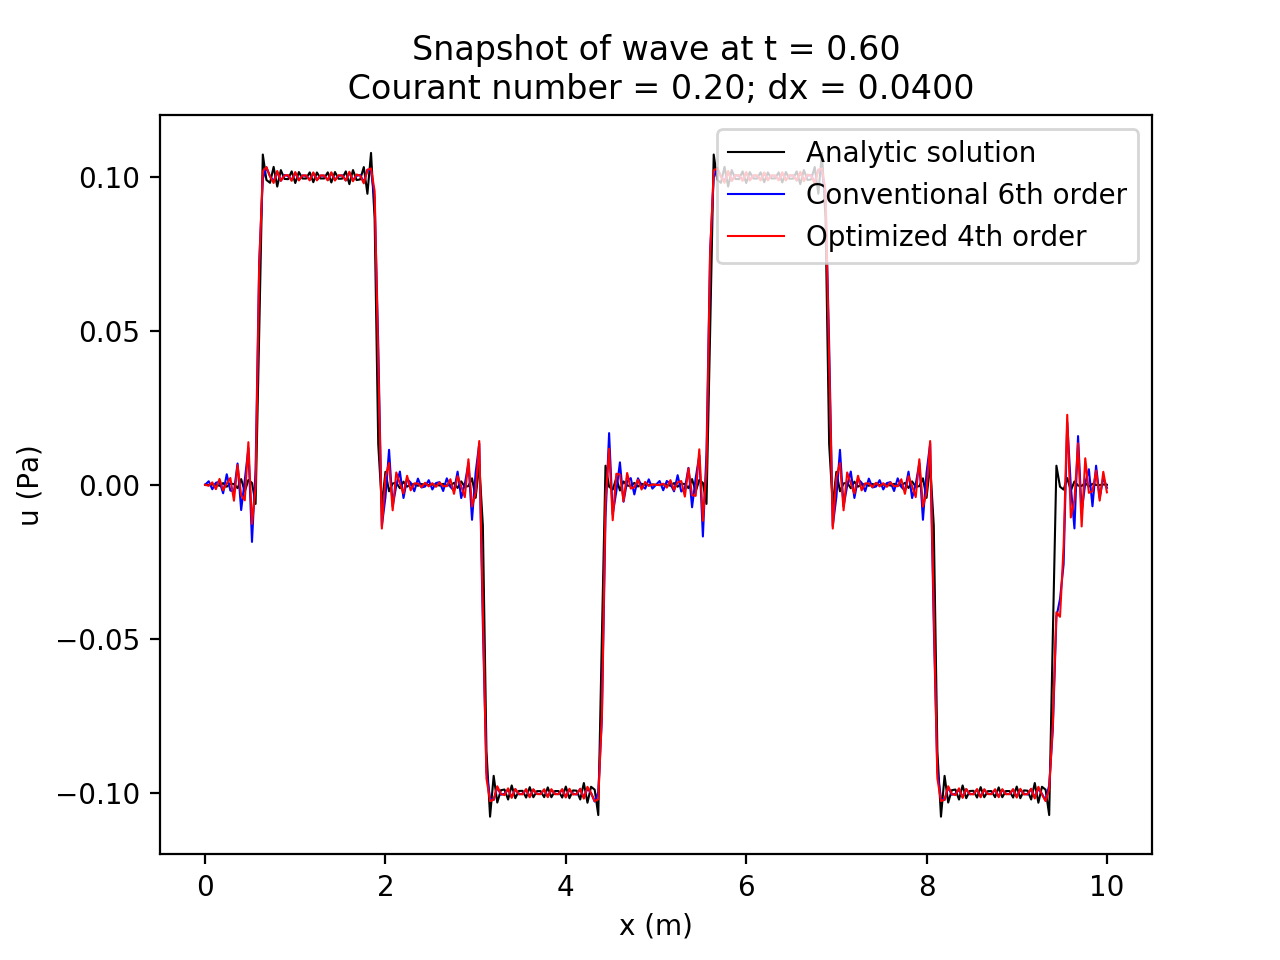 Snapshot of wave at t = 0.60
Courant number = 0.20; dx = 0.0400
Analytic solution
Conventional 6th order
Optimized 4th order
u (Pa)
0.10
0.05
0.00
−0.05
−0.10
0 2 4 6 8 10
x (m)